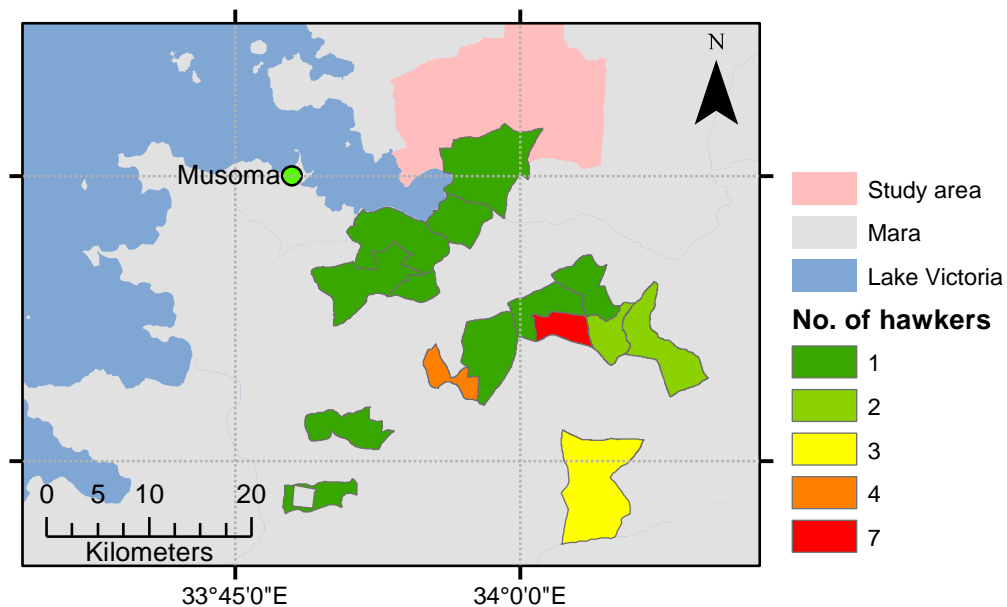 N
Musoma
Study area
Mara
Lake Victoria
No. of hawkers
1
2
3
4
7
0 5 10 20
Kilometers
33°45'0"E 34°0'0"E